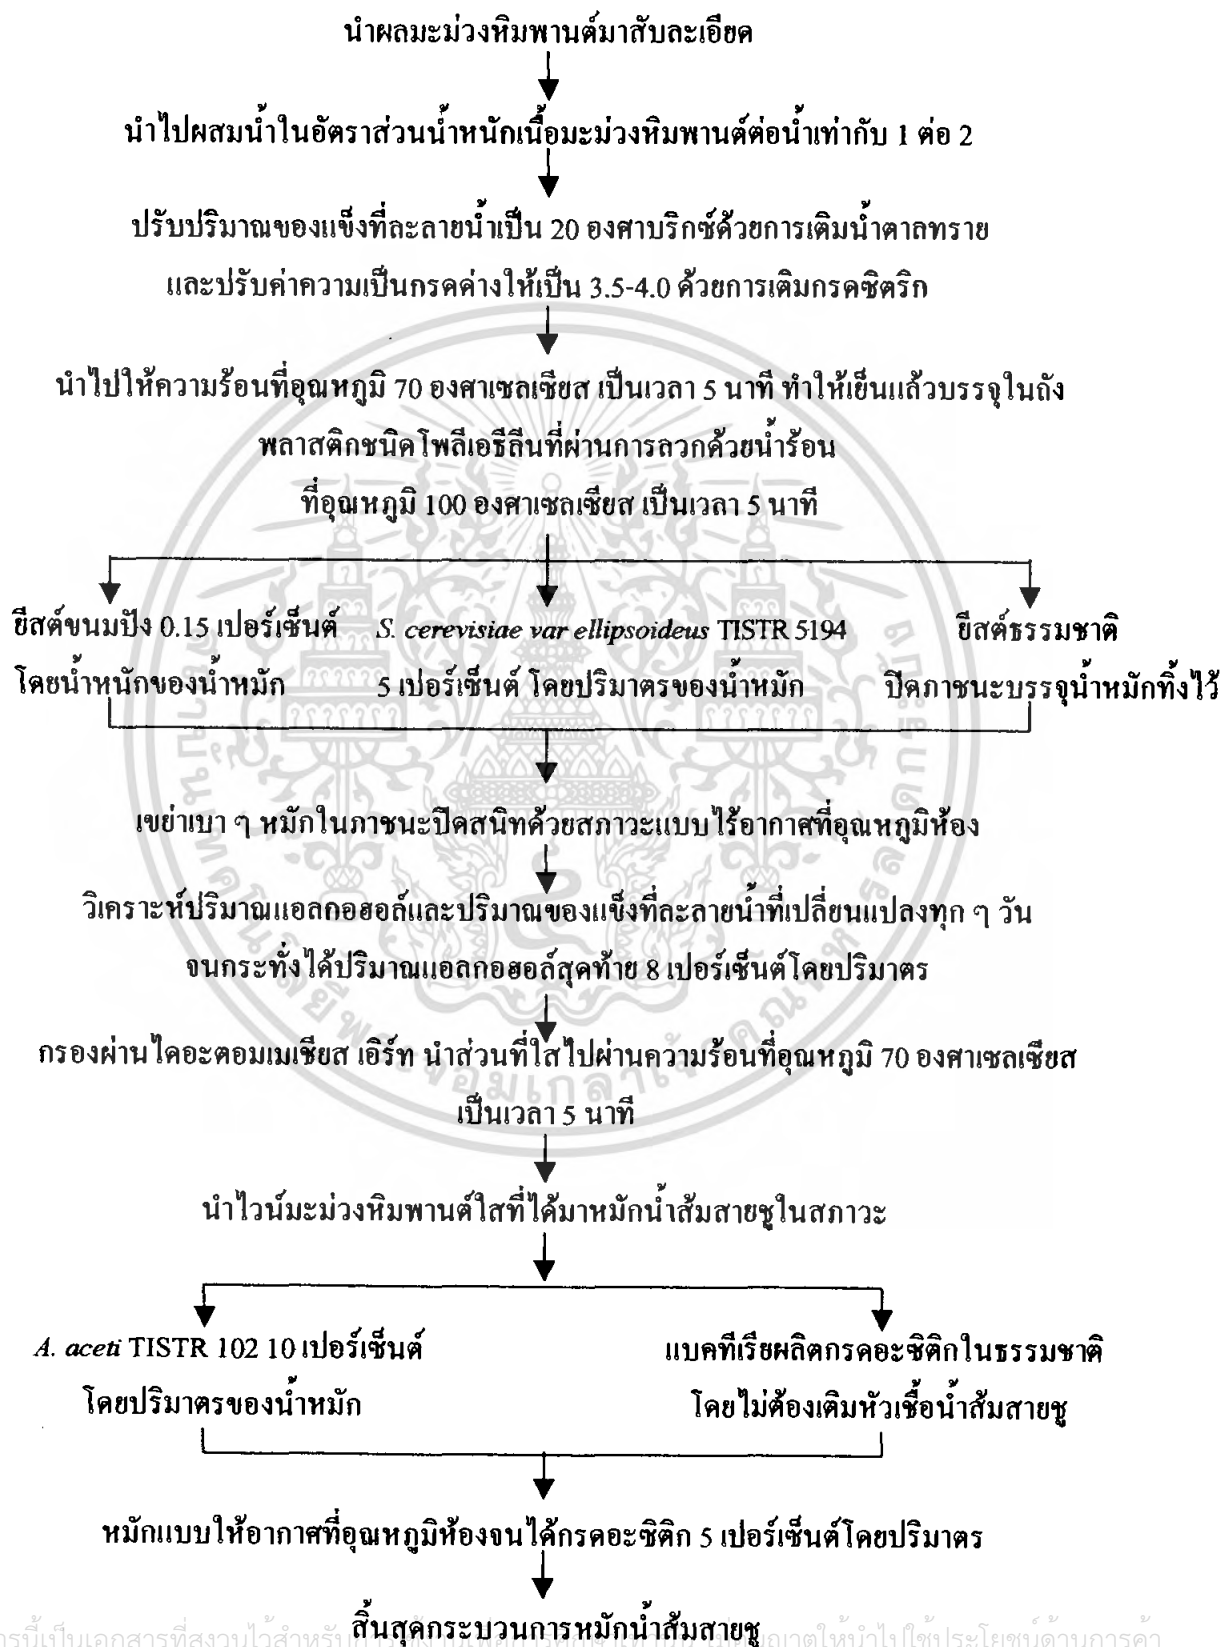 นำผลมะม่วงหิมพานต์มาสับละเอียด
นำไปผสมน้ำในอัตราส่วนน้ำหนักเนื้อมะม่วงหิมพานต์ต่อน้ำเท่ากับ 1 ต่อ 2
ปรับปริมาณของแข็งที่ละลายน้ำเป็น 20 องศาบริกซ์ด้วยการเติมน้ำตาลทราย
และปรับค่าความเป็นกรดด่างให้เป็น 3.5-4.0 ด้วยการเติมกรดซิตริก
นำไปให้ความร้อนที่อุณหภูมิ 70 องศาเซลเซียส เป็นเวลา 5 นาที ทำให้เย็นแล้วบรรจุในถัง
พลาสติกชนิดโพลีเอธีลีนที่ผ่านการลวกด้วยน้ำร้อน
ที่อุณหภูมิ 100 องศาเซลเซียส เป็นเวลา 5 นาที
ยีสต์ขนมปัง 0.15 เปอร์เซ็นต์
โดยน้ำหนักของน้ำหมัก
S. cerevisiae var ellipsoideus TISTR 5194
5 เปอร์เซ็นต์ โดยปริมาตรของน้ำหมัก
ยีสต์ธรรมชาติ
ปิดภาชนะบรรจุน้ำหมักทิ้งไว้
เขย่าเบา ๆ หมักในภาชนะปิดสนิทด้วยสภาวะแบบไร้อากาศที่อุณหภูมิห้อง
วิเคราะห์ปริมาณแอลกอฮอล์และปริมาณของแข็งที่ละลายน้ำที่เปลี่ยนแปลงทุก ๆ วัน
จนกระทั่งได้ปริมาณแอลกอฮอล์สุดท้าย 8 เปอร์เซ็นต์โดยปริมาตร
กรองผ่านไดอะตอมเมเชียส เอิร์ท นำส่วนที่ใสไปผ่านความร้อนที่อุณหภูมิ 70 องศาเซลเซียส
เป็นเวลา 5 นาที
นำไวน์มะม่วงหิมพานต์ใสที่ได้มาหมักน้ำส้มสายชูในสภาวะ
A. aceti TISTR 102 10 เปอร์เซ็นต์
โดยปริมาตรของน้ำหมัก
แบคทีเรียผลิตกรดอะซิติกในธรรมชาติ
โดยไม่ต้องเติมหัวเชื้อน้ำส้มสายชู
หมักแบบให้อากาศที่อุณหภูมิห้องจนได้กรดอะซิติก 5 เปอร์เซ็นต์โดยปริมาตร
สิ้นสุดกระบวนการหมักน้ำส้มสายชู